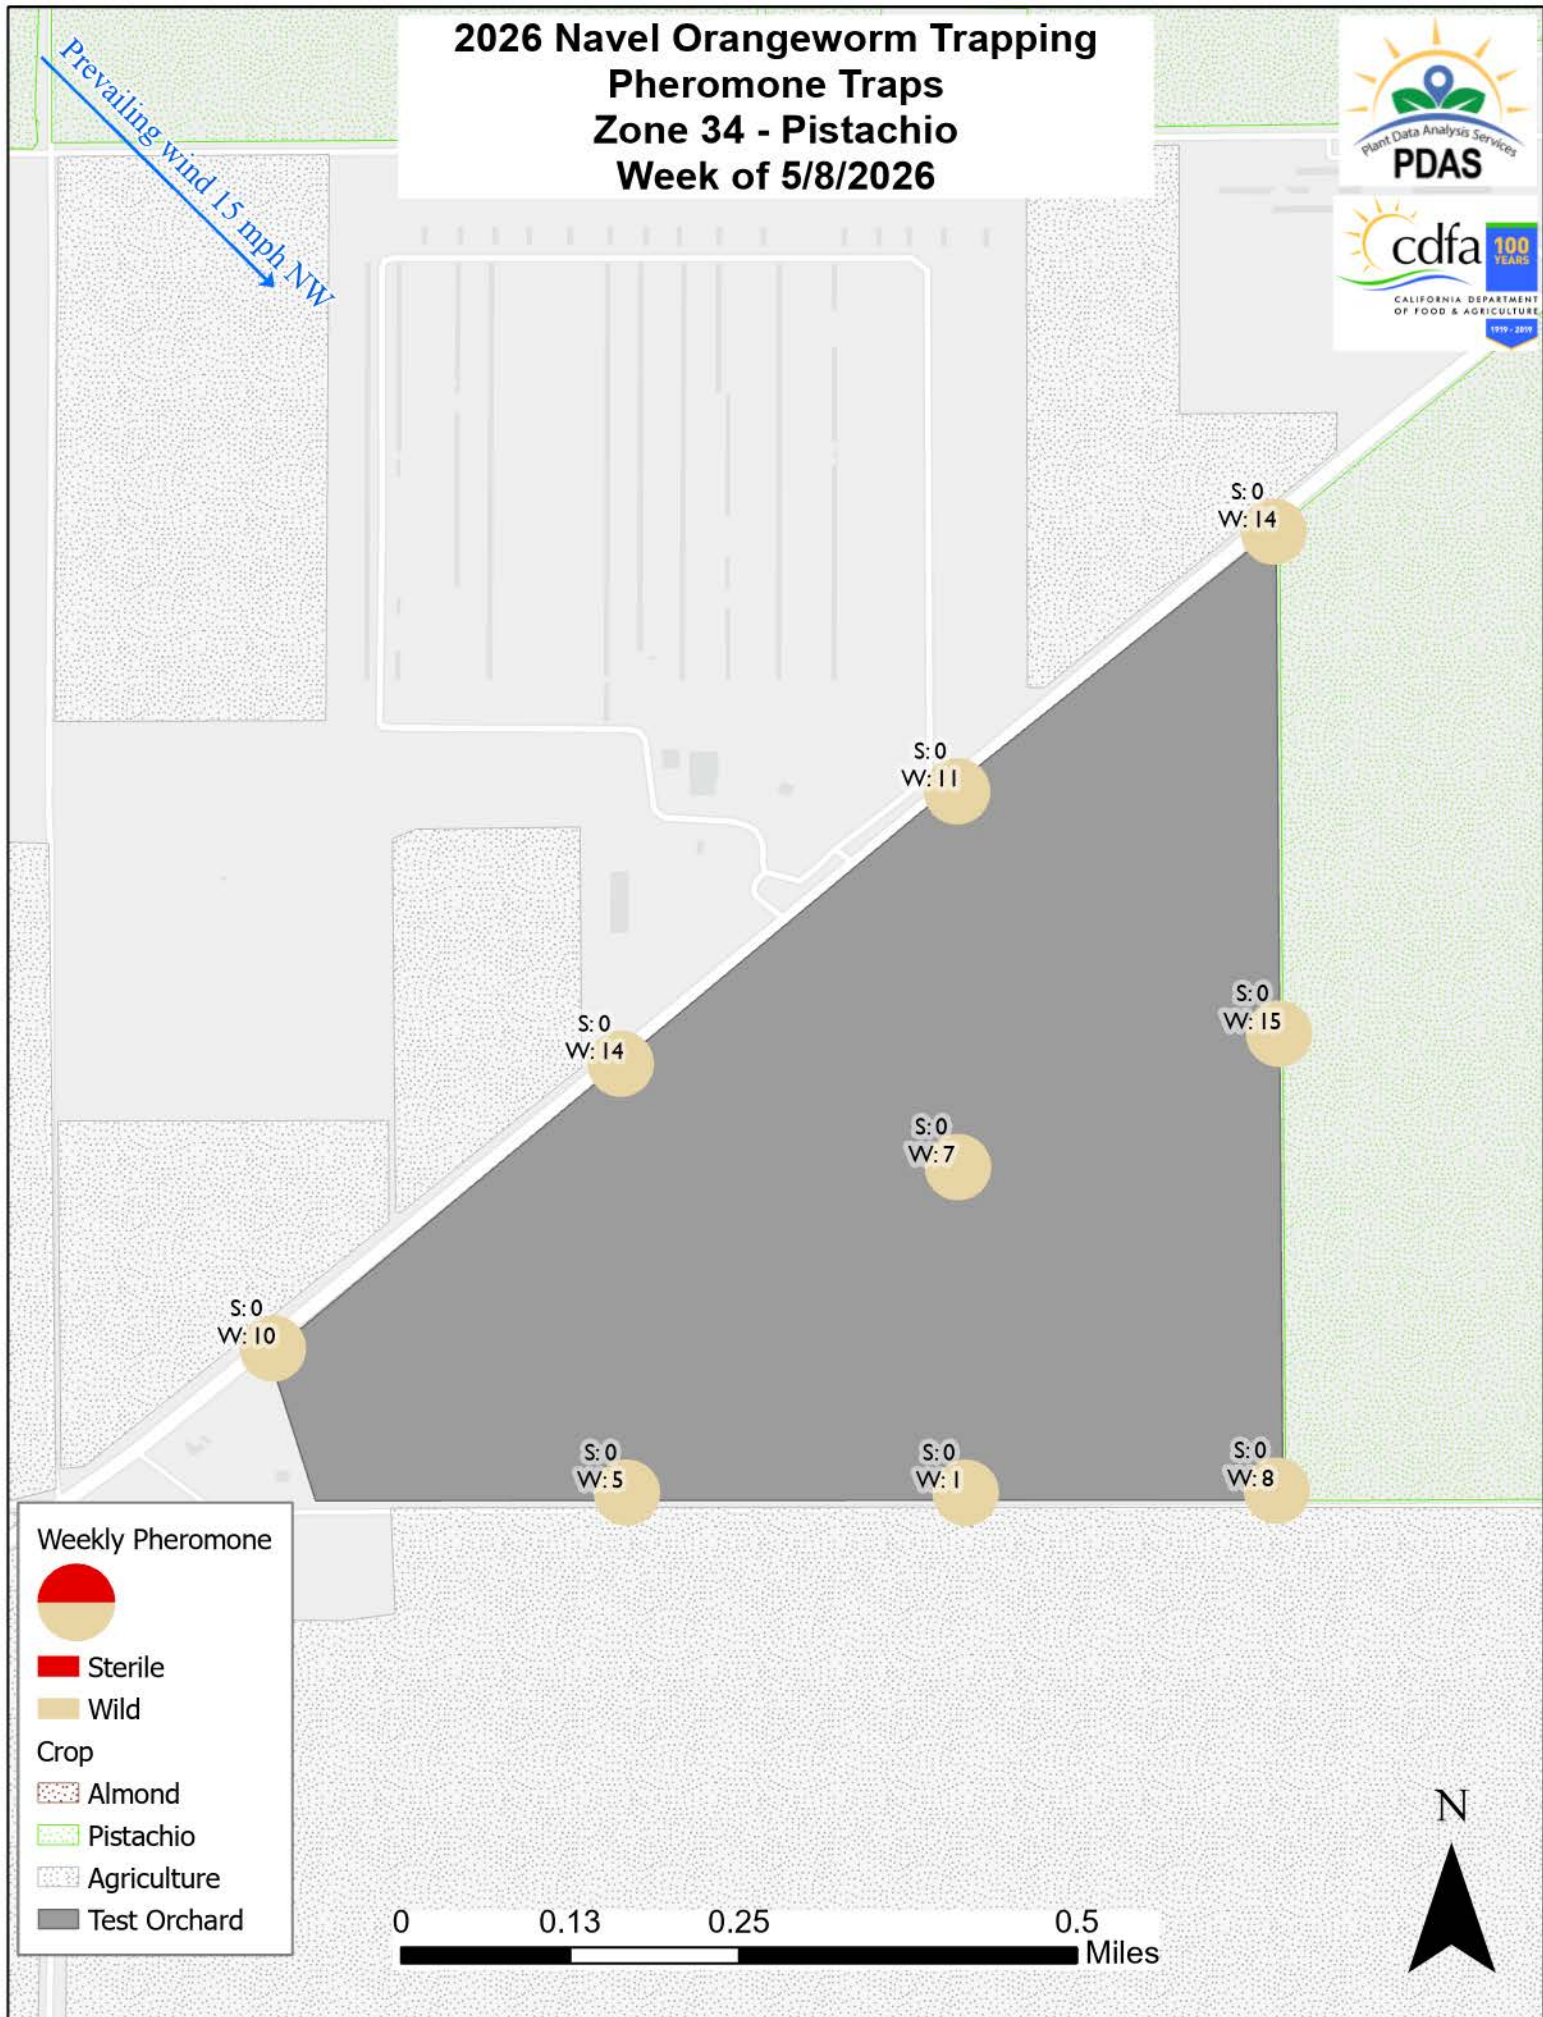 2026 Navel Orangeworm Trapping
Pheromone Traps
Zone 34 - Pistachio
Week of 5/8/2026
Prevailing wind 15 mph NW
Plant Data Analysis Services
PDAS
cdfa
100
YEARS
CALIFORNIA DEPARTMENT
OF FOOD & AGRICULTURE
1919 - 2019
S: 0
W: 14
S: 0
W: 11
S: 0
W: 15
S: 0
W: 14
S: 0
W: 7
S: 0
W: 10
S: 0
W: 5
S: 0
W: 1
S: 0
W: 8
Weekly Pheromone
Sterile
Wild
Crop
Almond
Pistachio
Agriculture
Test Orchard
0 0.13 0.25 0.5
Miles
N